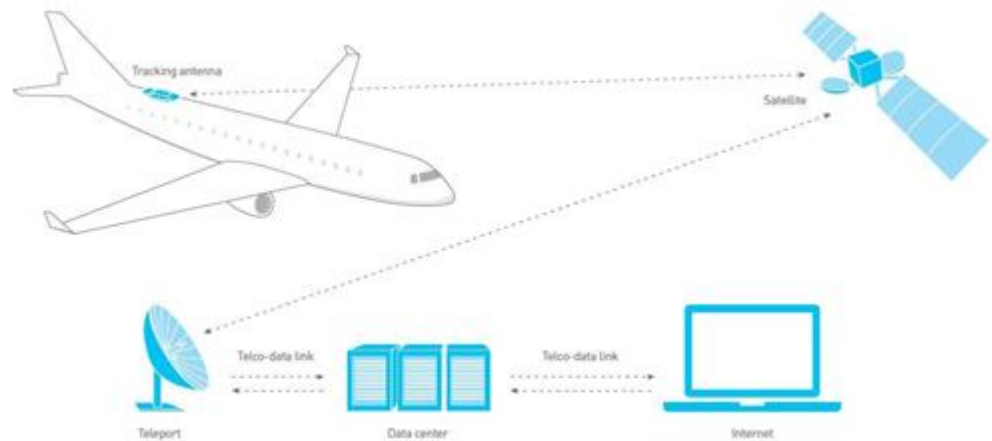 Tracking antenna
Satellite
Telco-data link
Telco-data link
Teleport
Data center
Internet